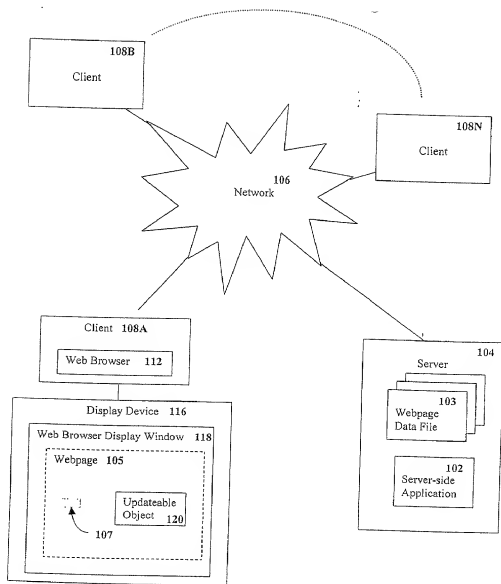 108B
Client
108N
Client
106
Network
Client 108A
Web Browser 112
Display Device 116
Web Browser Display Window 118
Webpage 105
Updateable
Object 120
107
104
Server
103
Webpage
Data File
102
Server-side
Application